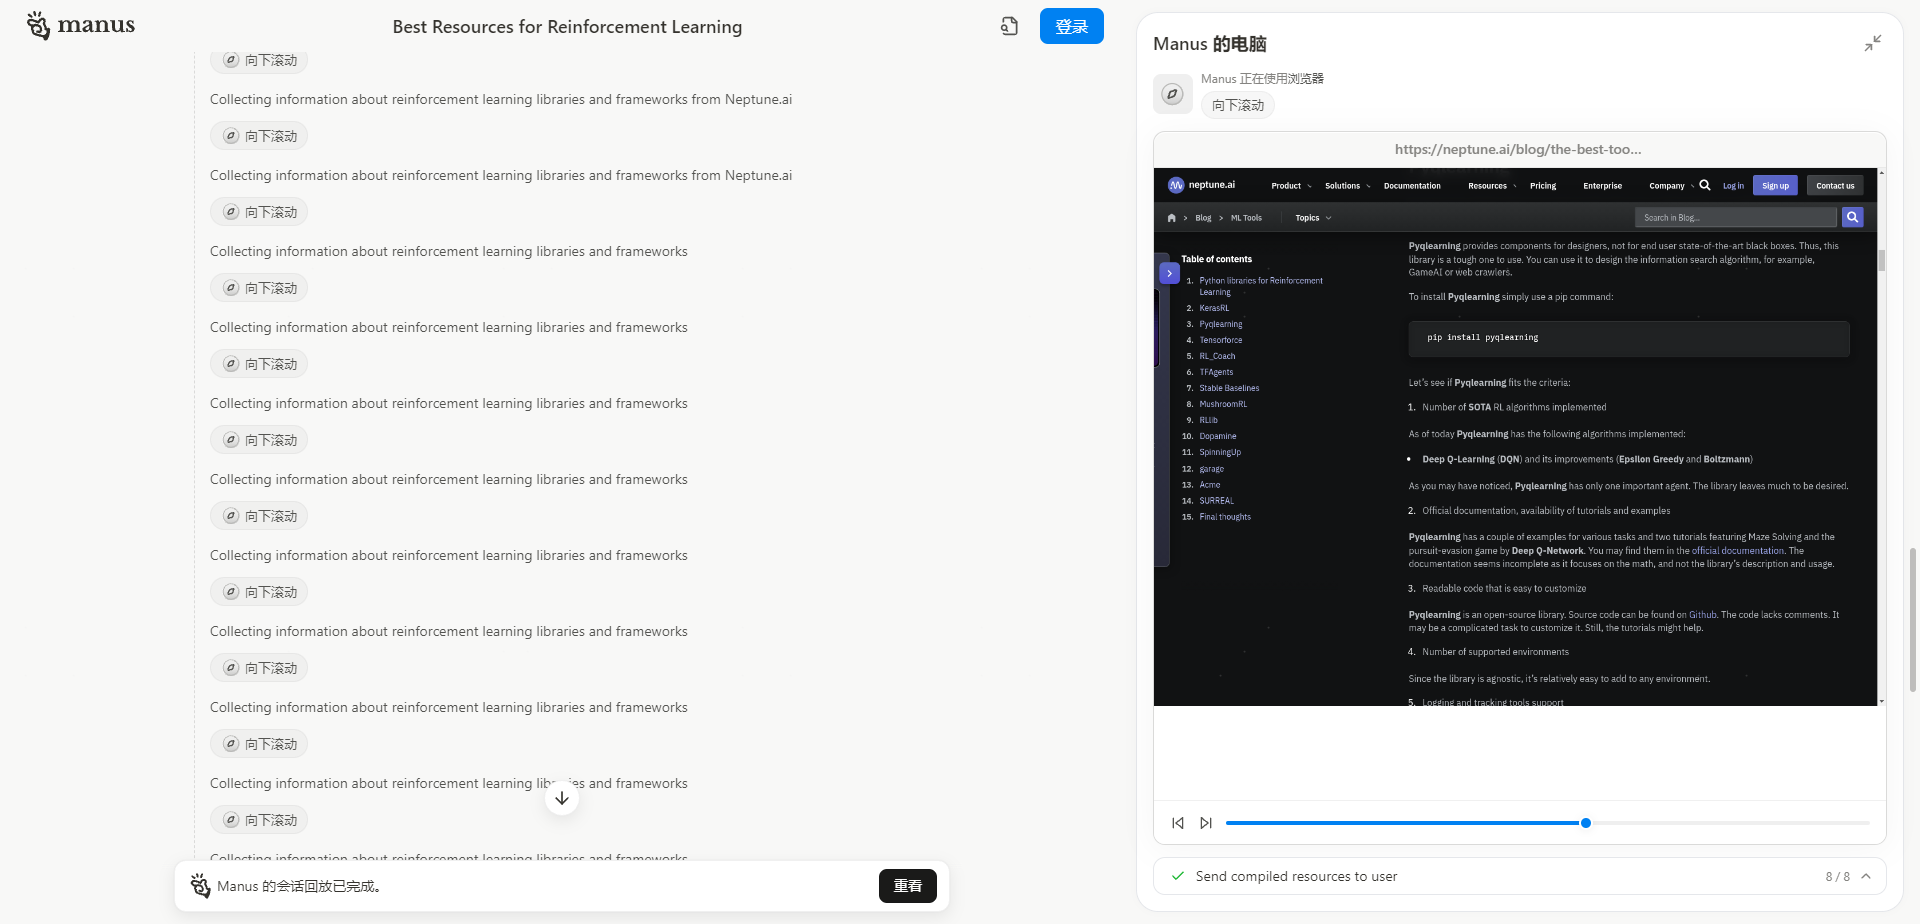 manus
Best Resources for Reinforcement Learning
登录
向下滚动
Collecting information about reinforcement learning libraries and frameworks from Neptune.ai
向下滚动
Collecting information about reinforcement learning libraries and frameworks from Neptune.ai
向下滚动
Collecting information about reinforcement learning libraries and frameworks
向下滚动
Collecting information about reinforcement learning libraries and frameworks
向下滚动
Collecting information about reinforcement learning libraries and frameworks
向下滚动
Collecting information about reinforcement learning libraries and frameworks
向下滚动
Collecting information about reinforcement learning libraries and frameworks
向下滚动
Collecting information about reinforcement learning libraries and frameworks
向下滚动
Collecting information about reinforcement learning libraries and frameworks
向下滚动
Collecting information about reinforcement learning libraries and frameworks
向下滚动
Collecting information about reinforcement learning libraries and frameworks
Manus 的会话回放已完成。
重看
Manus 的电脑
Manus 正在使用浏览器
向下滚动
https://neptune.ai/blog/the-best-too...
neptune.ai
Product
Solutions
Documentation
Resources
Pricing
Enterprise
Company
Log in
Sign up
Contact us
> Blog > ML Tools
Topics
Search in Blog...
Table of contents
1. Python libraries for Reinforcement
Learning
2. KerasRL
3. Pyqlearning
4. Tensorforce
5. RL_Coach
6. TFAgents
7. Stable Baselines
8. MushroomRL
9. RLlib
10. Dopamine
11. SpinningUp
12. garage
13. Acme
14. SURREAL
15. Final thoughts
Pyqlearning provides components for designers, not for end user state-of-the-art black boxes. Thus, this
library is a tough one to use. You can use it to design the information search algorithm, for example,
GameAI or web crawlers.
To install Pyqlearning simply use a pip command:
pip install pyqlearning
Let's see if Pyqlearning fits the criteria:
1. Number of SOTA RL algorithms implemented
As of today Pyqlearning has the following algorithms implemented:
• Deep Q-Learning (DQN) and its improvements (Epsilon Greedy and Boltzmann)
As you may have noticed, Pyqlearning has only one important agent. The library leaves much to be desired.
2. Official documentation, availability of tutorials and examples
Pyqlearning has a couple of examples for various tasks and two tutorials featuring Maze Solving and the
pursuit-evasion game by Deep Q-Network. You may find them in the official documentation. The
documentation seems incomplete as it focuses on the math, and not the library's description and usage.
3. Readable code that is easy to customize
Pyqlearning is an open-source library. Source code can be found on Github. The code lacks comments. It
may be a complicated task to customize it. Still, the tutorials might help.
4. Number of supported environments
Since the library is agnostic, it's relatively easy to add to any environment.
5. Logging and tracking tools support
Send compiled resources to user
8 / 8